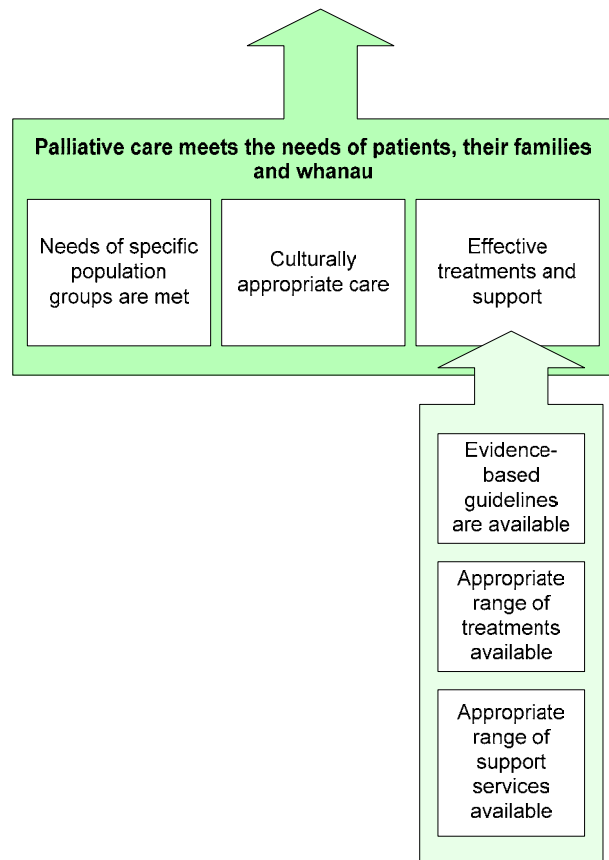 Palliative care meets the needs of patients, their families
and whanau
Needs of specific
population
groups are met
Culturally
appropriate care
Effective
treatments and
support
Evidence-
based
guidelines
are available
Appropriate
range of
treatments
available
Appropriate
range of
support
services
available